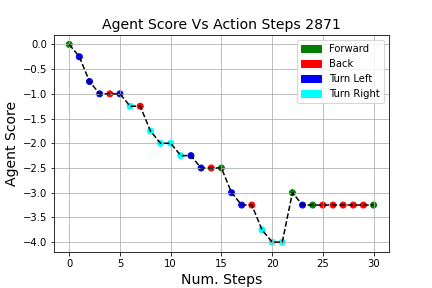 Agent Score Vs Action Steps 2871
0.0
−0.5
−1.0
−1.5
−2.0
−2.5
−3.0
−3.5
−4.0
Agent Score
Forward
Back
Turn Left
Turn Right
0 5 10 15 20 25 30
Num. Steps